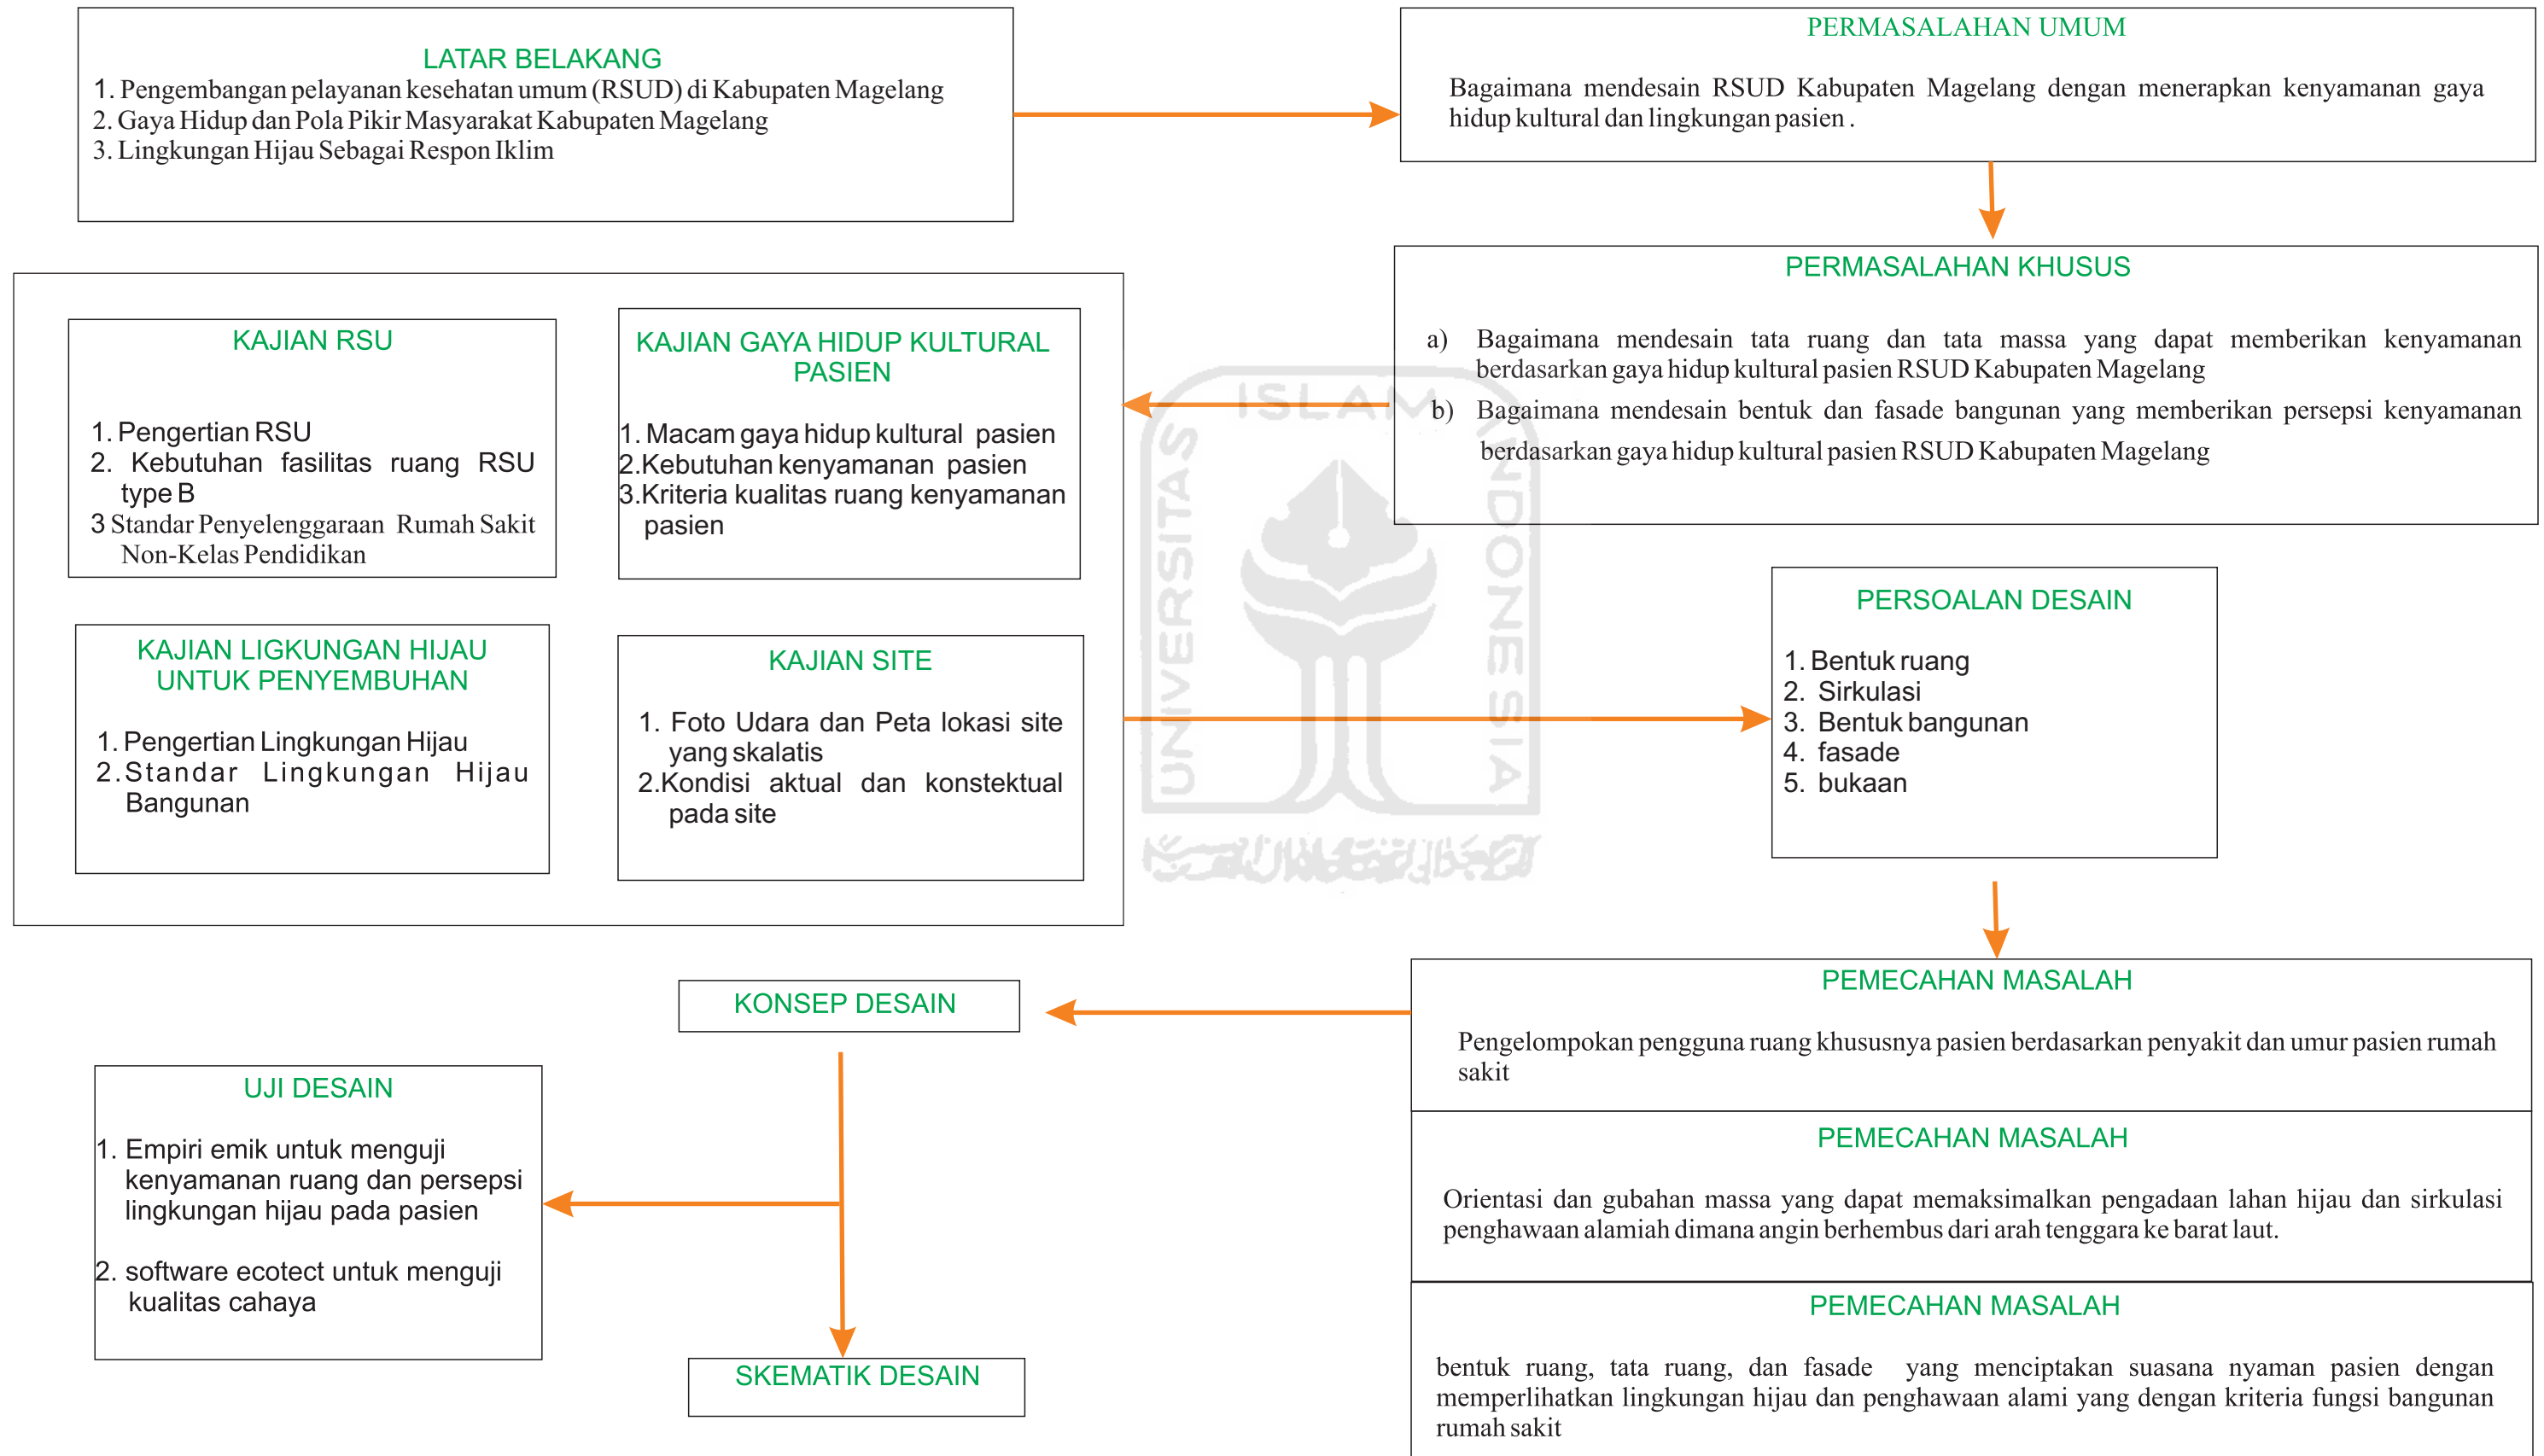 LATAR BELAKANG
1. Pengembangan pelayanan kesehatan umum (RSUD) di Kabupaten Magelang
2. Gaya Hidup dan Pola Pikir Masyarakat Kabupaten Magelang
3. Lingkungan Hijau Sebagai Respon Iklim
PERMASALAHAN UMUM
Bagaimana mendesain RSUD Kabupaten Magelang dengan menerapkan kenyamanan gaya
hidup kultural dan lingkungan pasien .
PERMASALAHAN KHUSUS
a) Bagaimana mendesain tata ruang dan tata massa yang dapat memberikan kenyamanan
berdasarkan gaya hidup kultural pasien RSUD Kabupaten Magelang
b) Bagaimana mendesain bentuk dan fasade bangunan yang memberikan persepsi kenyamanan
berdasarkan gaya hidup kultural pasien RSUD Kabupaten Magelang
KAJIAN RSU
1. Pengertian RSU
2. Kebutuhan fasilitas ruang RSU
type B
3 Standar Penyelenggaraan Rumah Sakit
Non-Kelas Pendidikan
KAJIAN GAYA HIDUP KULTURAL
PASIEN
1. Macam gaya hidup kultural pasien
2.Kebutuhan kenyamanan pasien
3.Kriteria kualitas ruang kenyamanan
pasien
KAJIAN LIGKUNGAN HIJAU
UNTUK PENYEMBUHAN
1. Pengertian Lingkungan Hijau
2.Standar Lingkungan Hijau
Bangunan
KAJIAN SITE
1. Foto Udara dan Peta lokasi site
yang skalatis
2.Kondisi aktual dan konstektual
pada site
UNIVERSITAS
ISLAM
INDONESIA
PERSOALAN DESAIN
1. Bentuk ruang
2. Sirkulasi
3. Bentuk bangunan
4. fasade
5. bukaan
PEMECAHAN MASALAH
Pengelompokan pengguna ruang khususnya pasien berdasarkan penyakit dan umur pasien rumah
sakit
PEMECAHAN MASALAH
Orientasi dan gubahan massa yang dapat memaksimalkan pengadaan lahan hijau dan sirkulasi
penghawaan alamiah dimana angin berhembus dari arah tenggara ke barat laut.
PEMECAHAN MASALAH
bentuk ruang, tata ruang, dan fasade yang menciptakan suasana nyaman pasien dengan
memperlihatkan lingkungan hijau dan penghawaan alami yang dengan kriteria fungsi bangunan
rumah sakit
KONSEP DESAIN
UJI DESAIN
1. Empiri emik untuk menguji
kenyamanan ruang dan persepsi
lingkungan hijau pada pasien
2. software ecotect untuk menguji
kualitas cahaya
SKEMATIK DESAIN